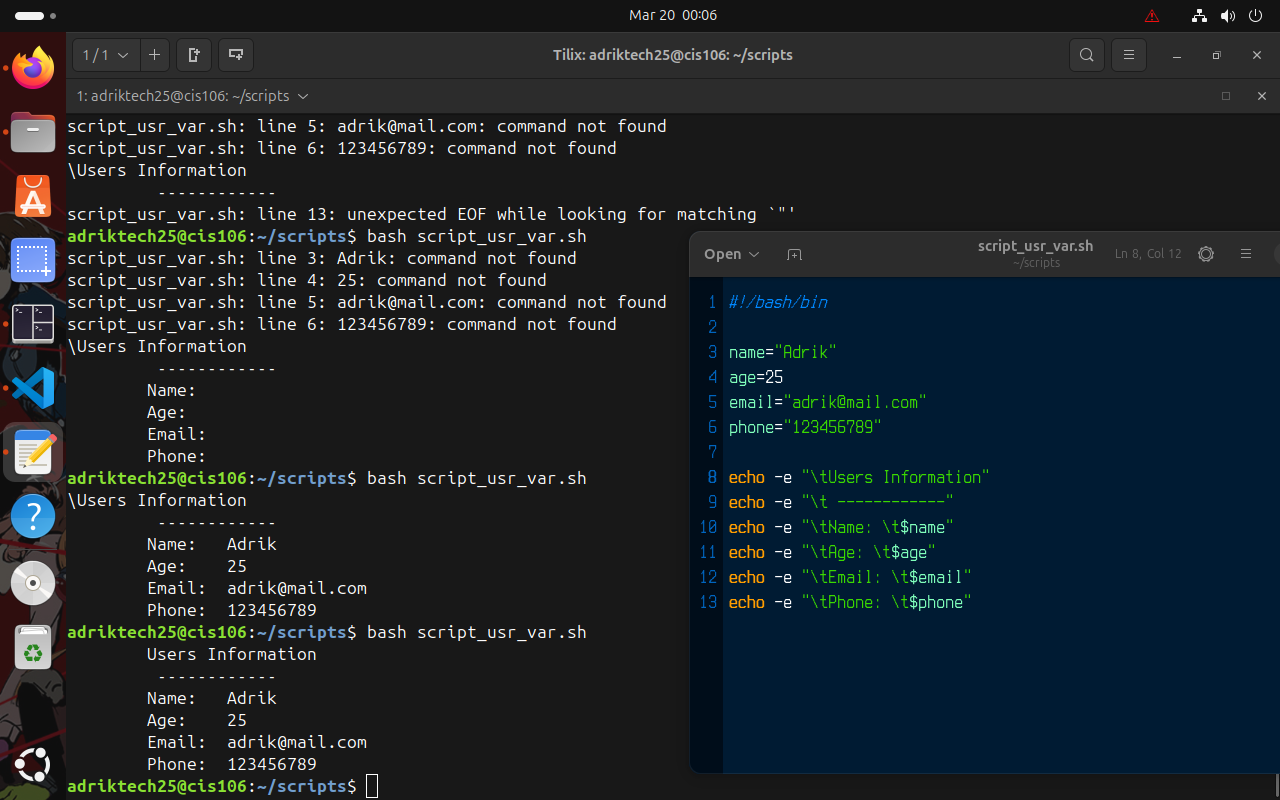 Mar 20 00:06
1 / 1
Tilix: adriktech25@cis106: ~/scripts
1: adriktech25@cis106: ~/scripts
script_usr_var.sh: line 5: adrik@mail.com: command not found
script_usr_var.sh: line 6: 123456789: command not found
\Users Information
------------
script_usr_var.sh: line 13: unexpected EOF while looking for matching `"'
adriktech25@cis106:~/scripts$ bash script_usr_var.sh
script_usr_var.sh: line 3: Adrik: command not found
script_usr_var.sh: line 4: 25: command not found
script_usr_var.sh: line 5: adrik@mail.com: command not found
script_usr_var.sh: line 6: 123456789: command not found
\Users Information
------------
Name:
Age:
Email:
Phone:
adriktech25@cis106:~/scripts$ bash script_usr_var.sh
\Users Information
------------
Name: Adrik
Age: 25
Email: adrik@mail.com
Phone: 123456789
adriktech25@cis106:~/scripts$ bash script_usr_var.sh
Users Information
------------
Name: Adrik
Age: 25
Email: adrik@mail.com
Phone: 123456789
adriktech25@cis106:~/scripts$
Open
script_usr_var.sh
~/scripts
Ln 8, Col 12
1 #!/bash/bin
2
3 name="Adrik"
4 age=25
5 email="adrik@mail.com"
6 phone="123456789"
7
8 echo -e "\tUsers Information"
9 echo -e "\t ------------"
10 echo -e "\tName: \t$name"
11 echo -e "\tAge: \t$age"
12 echo -e "\tEmail: \t$email"
13 echo -e "\tPhone: \t$phone"